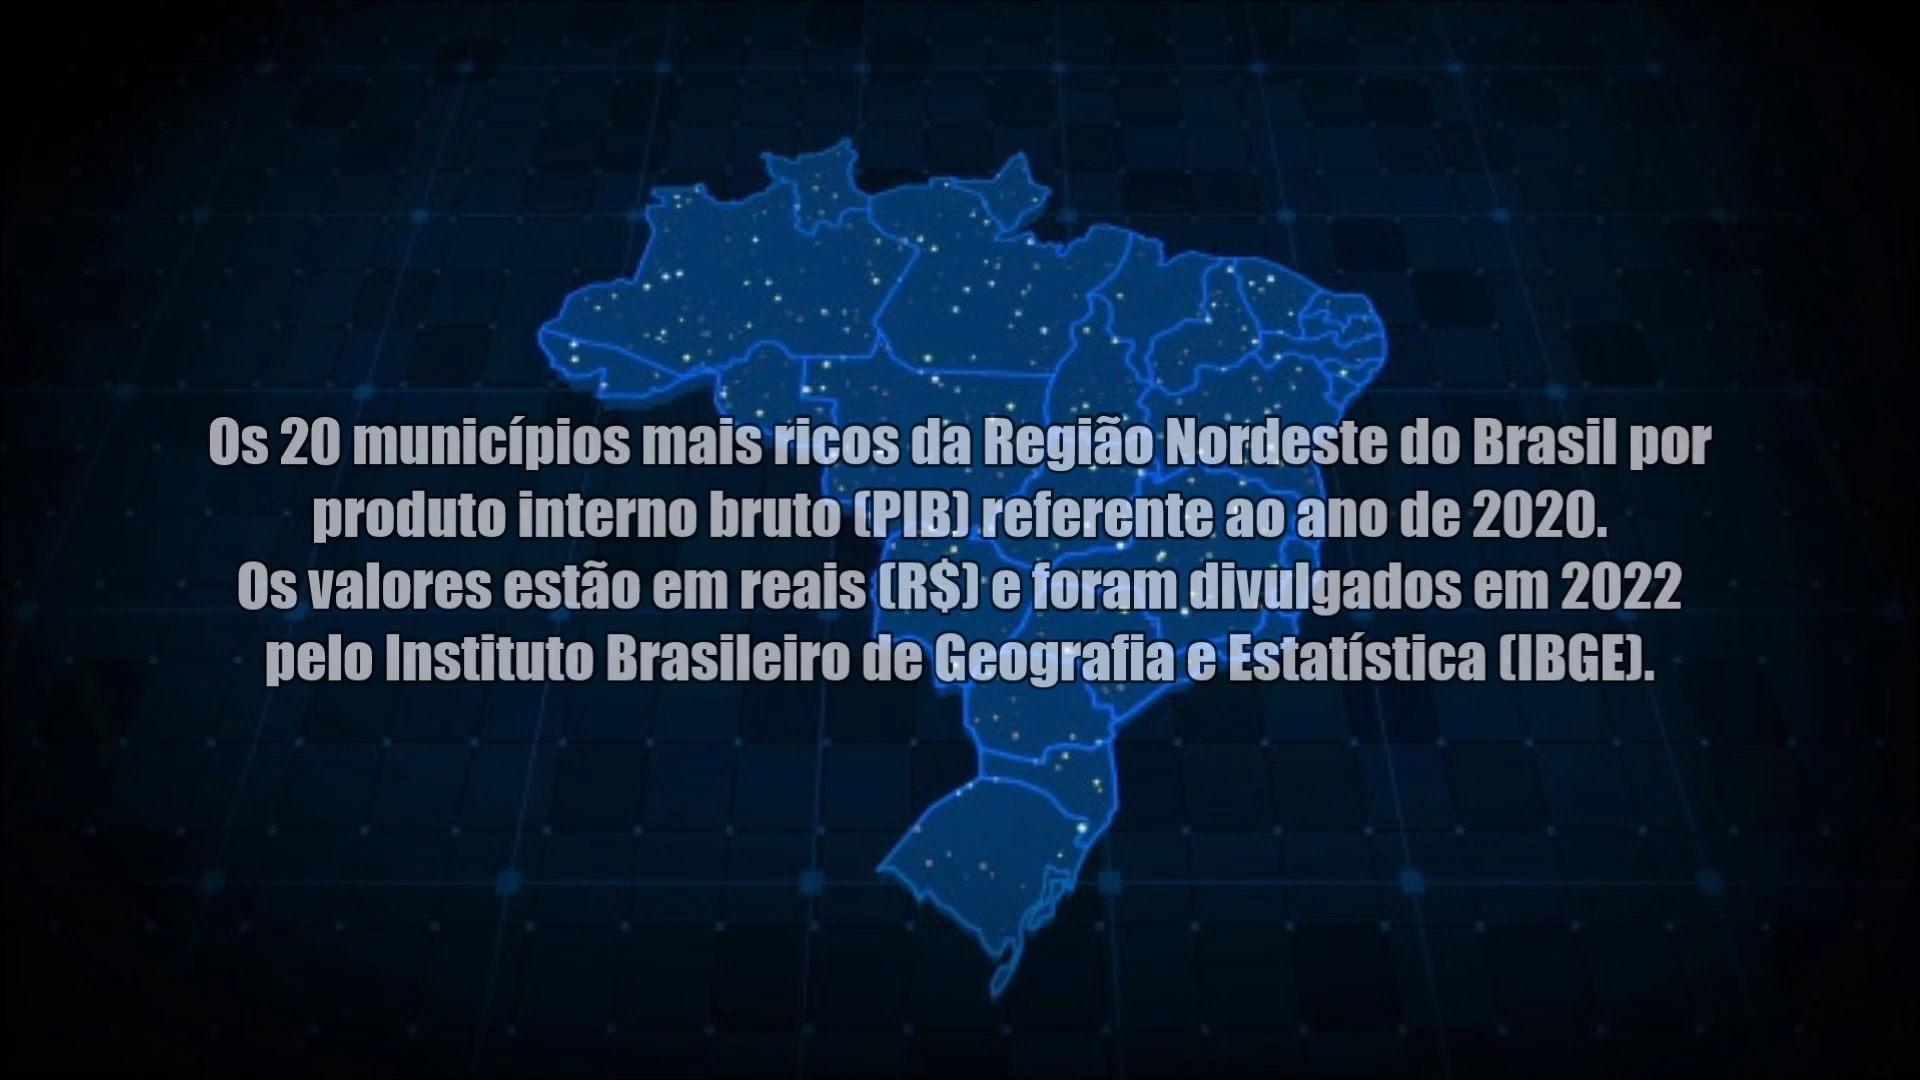 Os 20 municípios mais ricos da Região Nordeste do Brasil por
produto interno bruto (PIB) referente ao ano de 2020.
Os valores estão em reais (R$) e foram divulgados em 2022
pelo Instituto Brasileiro de Geografia e Estatística (IBGE).